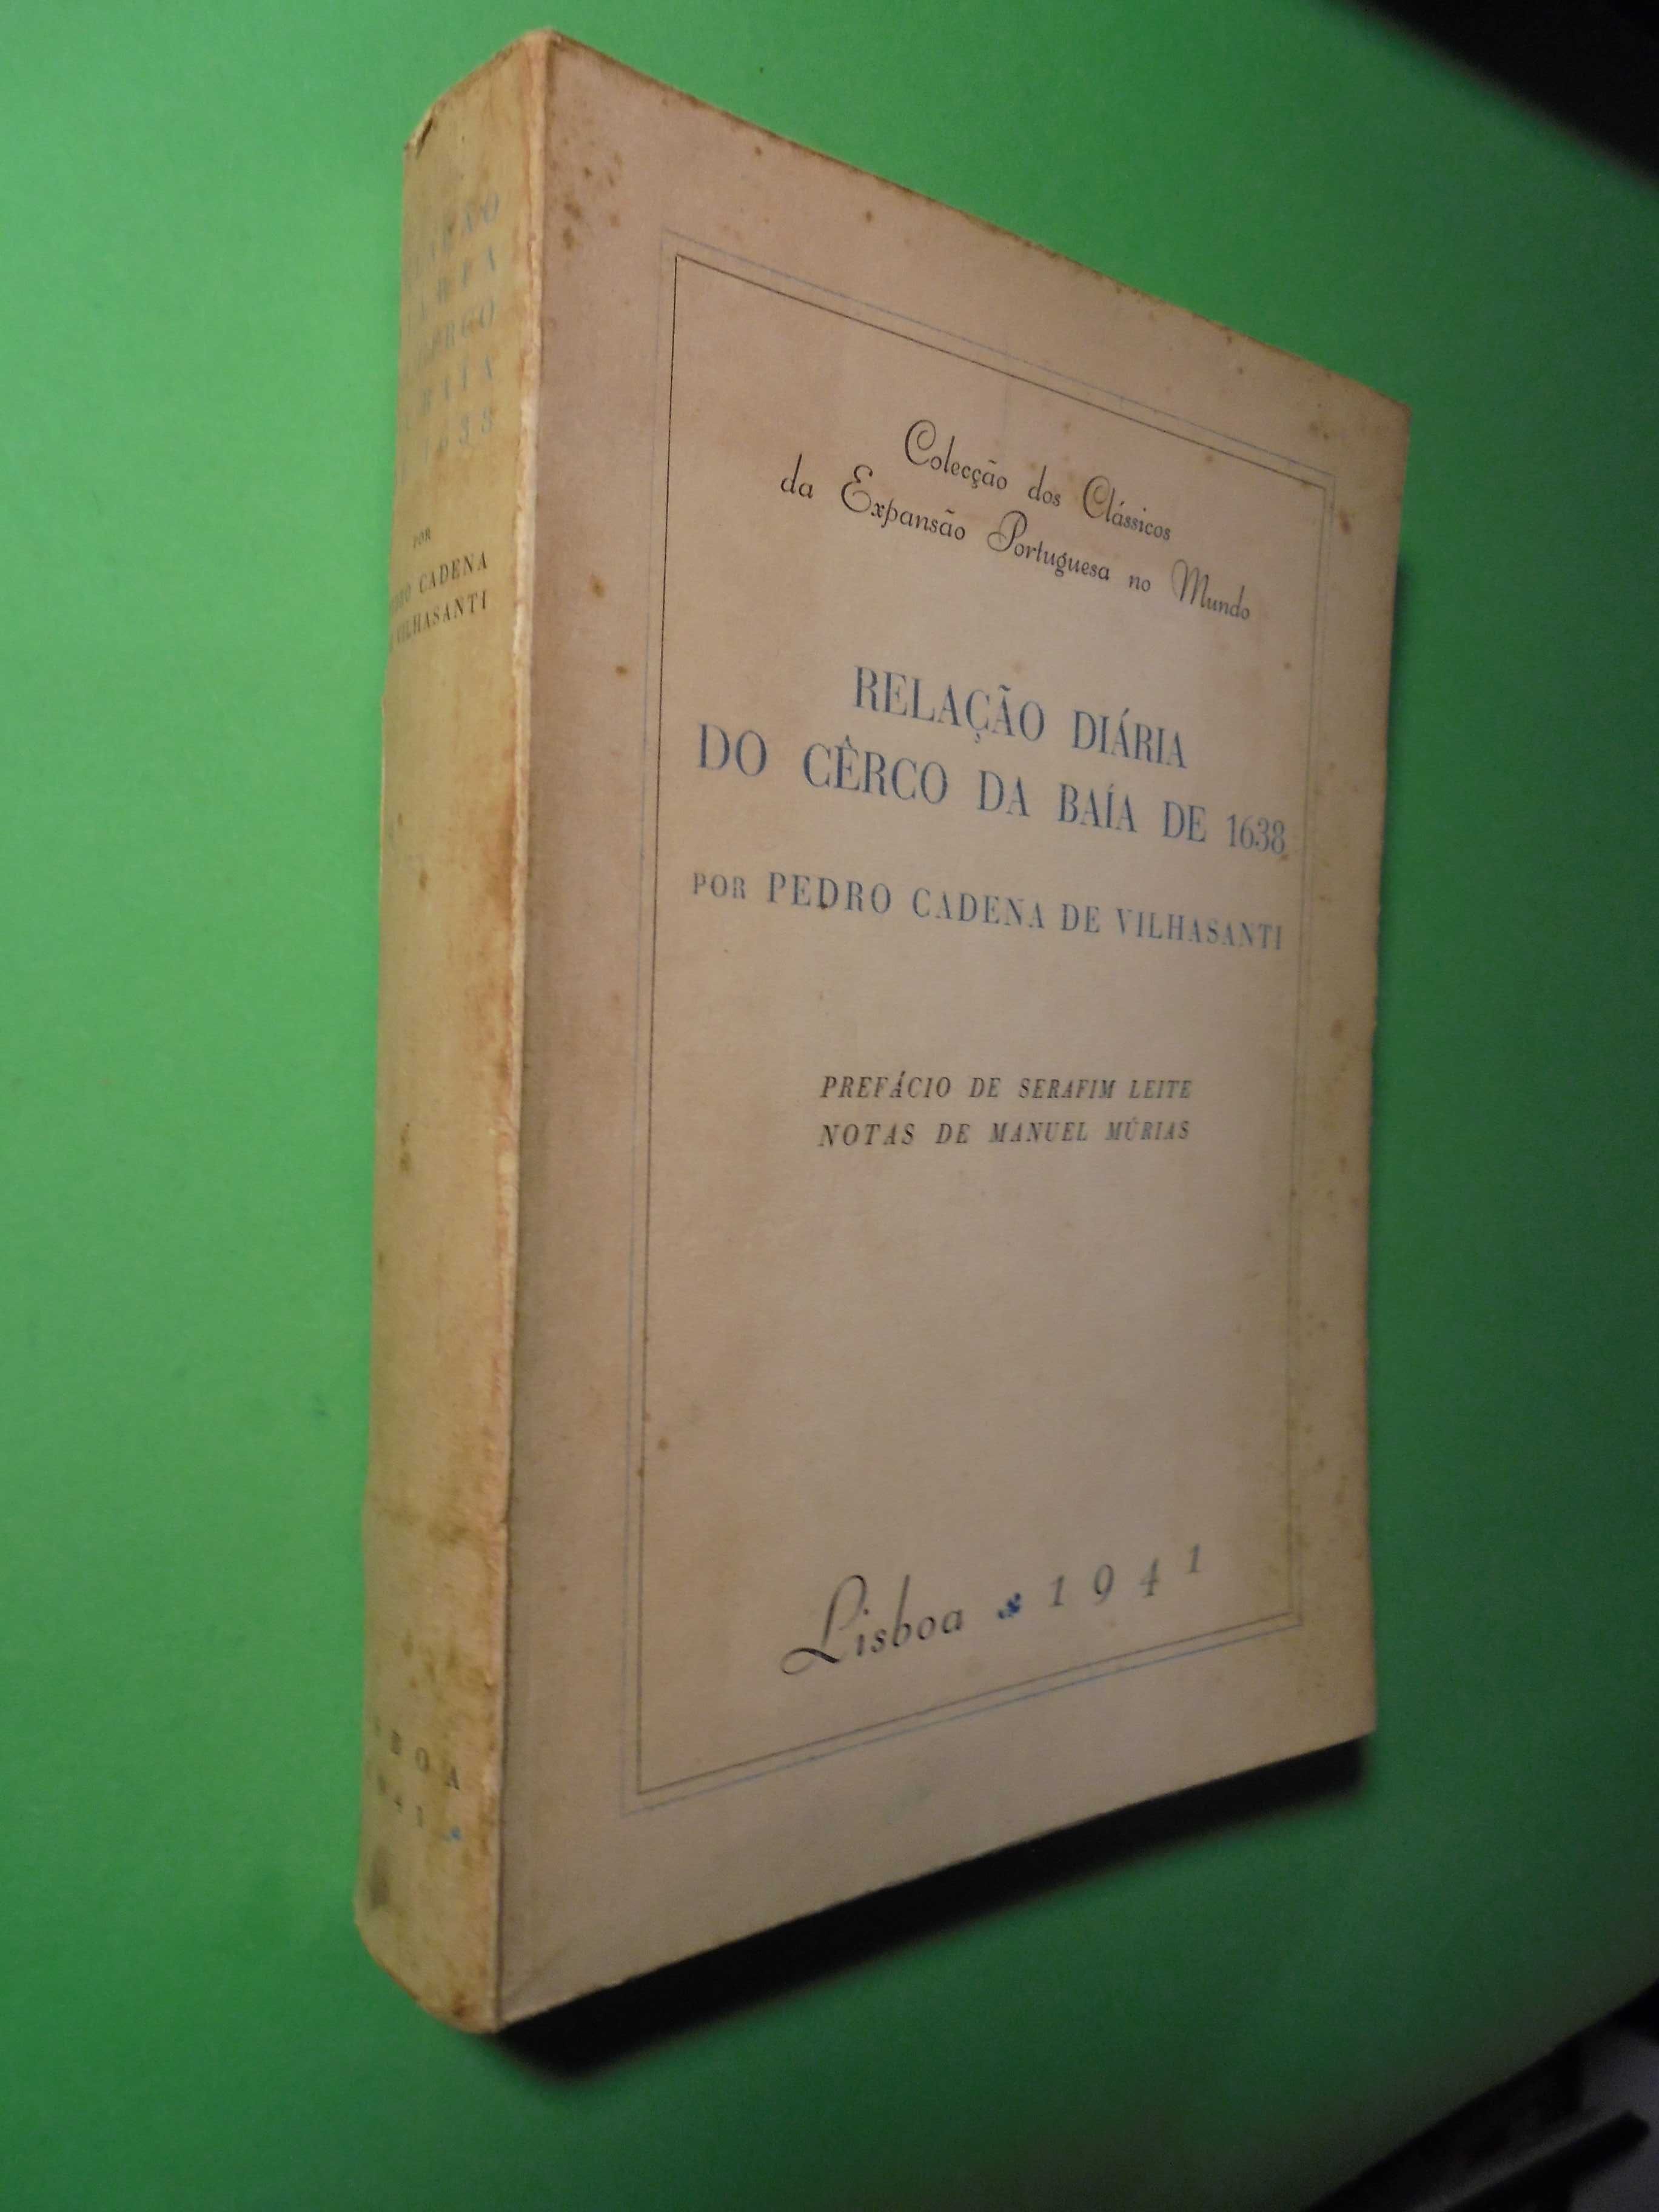 Colecção dos Clássicos
da Expansão Portuguesa no Mundo
RELAÇÃO DIÁRIA
DO CÊRCO DA BAÍA DE 1638
POR PEDRO CADENA DE VILHASANTI
PREFÁCIO DE SERAFIM LEITE
NOTAS DE MANUEL MÚRIAS
Lisboa 1941
POR
CADENA
VILHASANTI